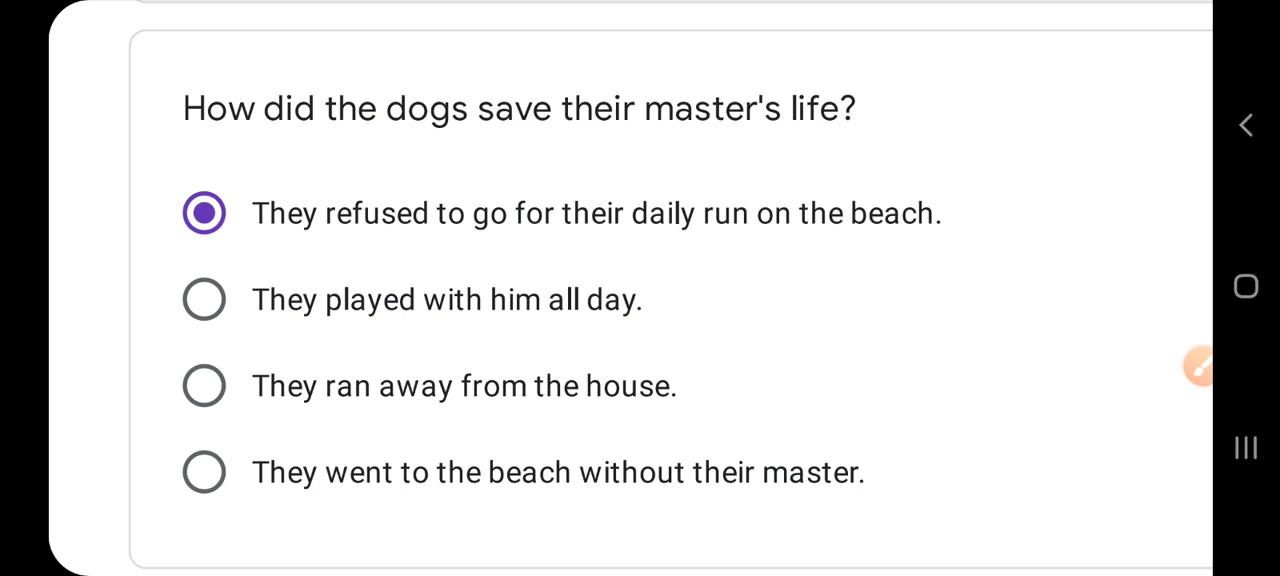 How did the dogs save their master's life?
They refused to go for their daily run on the beach.
They played with him all day.
They ran away from the house.
They went to the beach without their master.